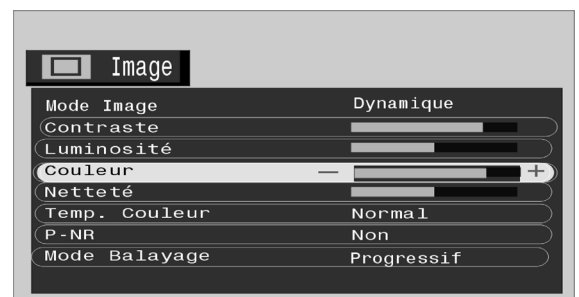 Image
Mode Image Dynamique
Contraste
Luminosité
Couleur — +
Netteté
Temp. Couleur Normal
P-NR Non
Mode Balayage Progressif